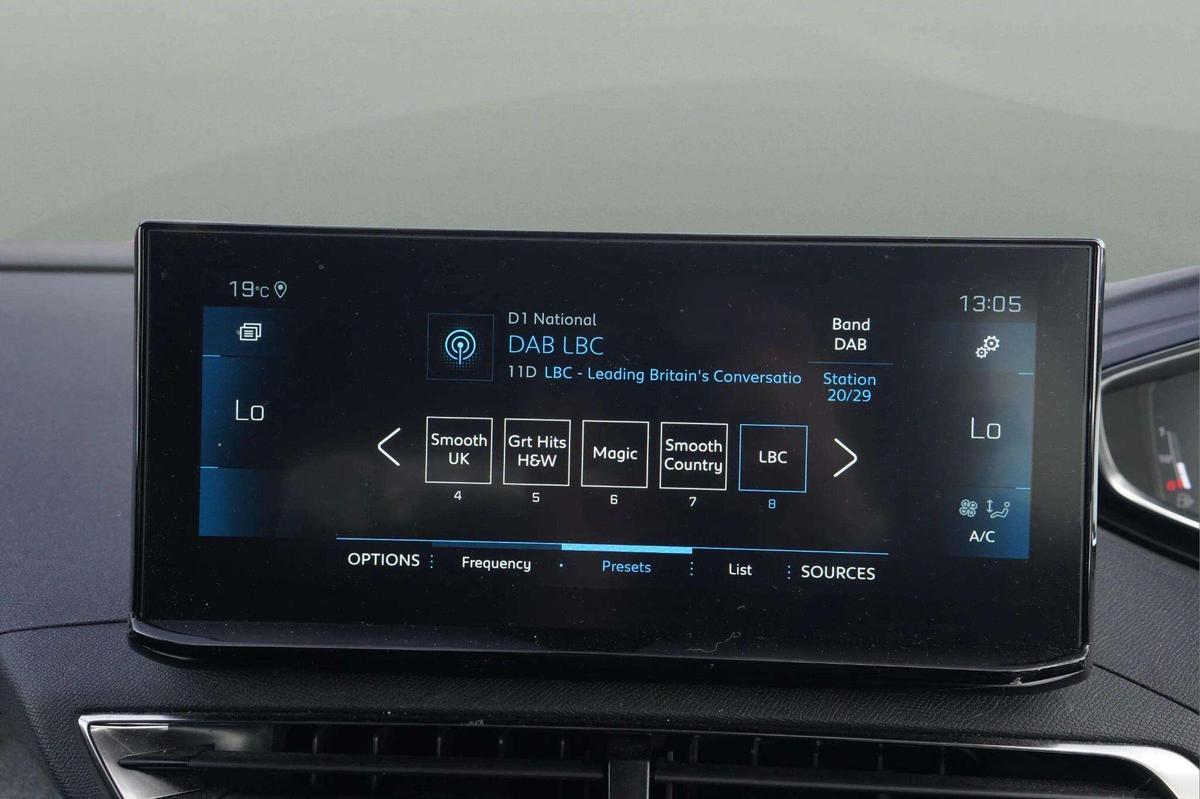 19°C
13:05
D1 National
DAB LBC
11D LBC - Leading Britain's Conversatio
Band
DAB
Station
20/29
Lo
Lo
Smooth
UK
4
Grt Hits
H&W
5
Magic
6
Smooth
Country
7
LBC
8
A/C
OPTIONS
Frequency
Presets
List
SOURCES